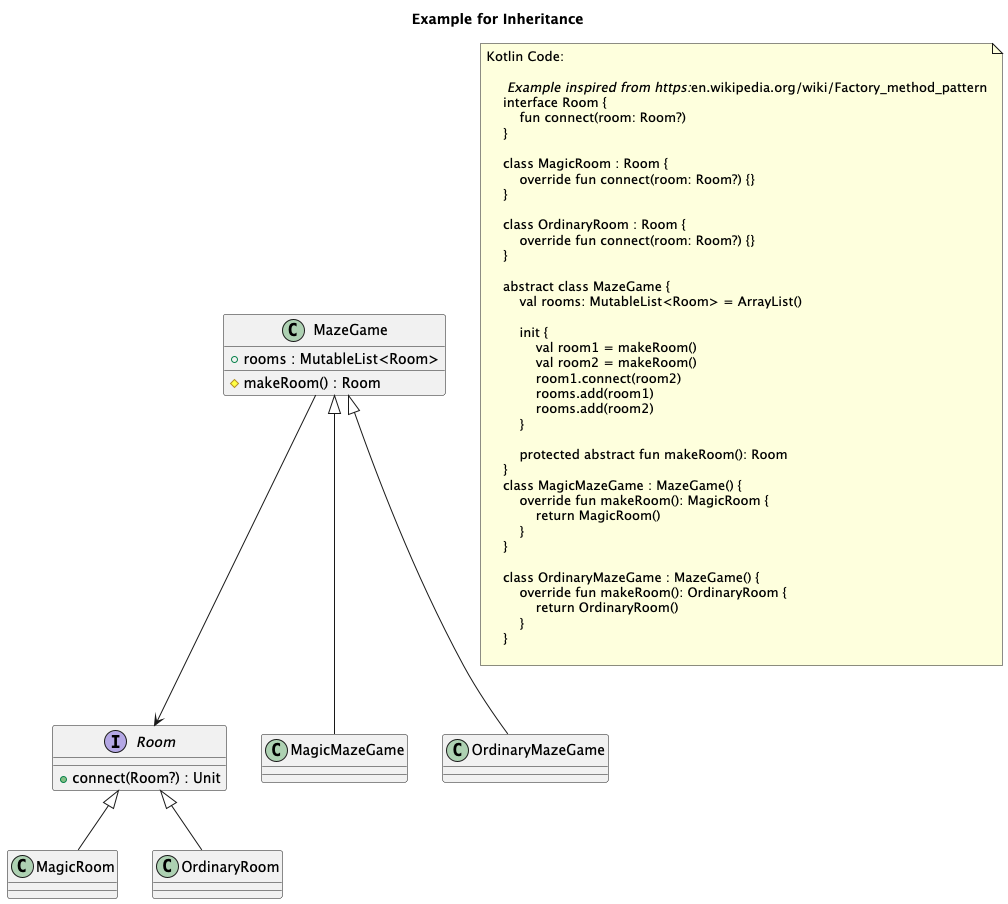 Example for Inheritance
Kotlin Code:
Example inspired from https:en.wikipedia.org/wiki/Factory_method_pattern
interface Room {
fun connect(room: Room?)
}
class MagicRoom : Room {
override fun connect(room: Room?) {}
}
class OrdinaryRoom : Room {
override fun connect(room: Room?) {}
}
abstract class MazeGame {
val rooms: MutableList<Room> = ArrayList()
init {
val room1 = makeRoom()
val room2 = makeRoom()
room1.connect(room2)
rooms.add(room1)
rooms.add(room2)
}
protected abstract fun makeRoom(): Room
}
class MagicMazeGame : MazeGame() {
override fun makeRoom(): MagicRoom {
return MagicRoom()
}
}
class OrdinaryMazeGame : MazeGame() {
override fun makeRoom(): OrdinaryRoom {
return OrdinaryRoom()
}
}
C MazeGame
rooms : MutableList<Room>
makeRoom() : Room
I Room
connect(Room?) : Unit
C MagicMazeGame
C OrdinaryMazeGame
C MagicRoom
C OrdinaryRoom